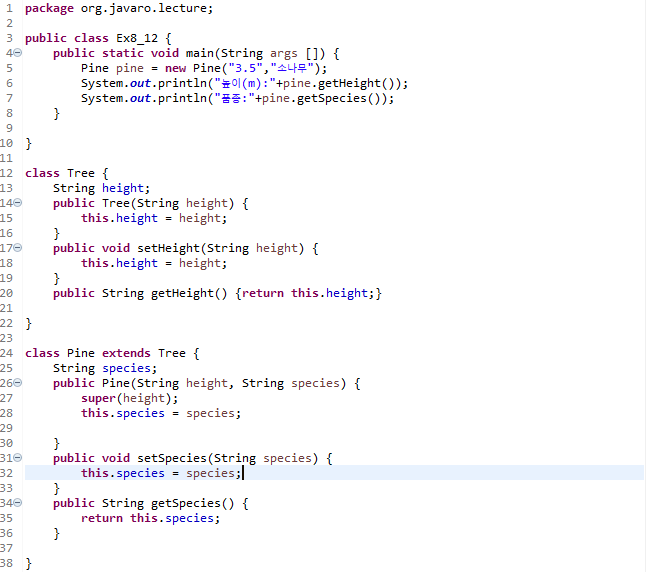 1 package org.javaro.lecture;
2
3 public class Ex8_12 {
4 public static void main(String args []) {
5 Pine pine = new Pine("3.5","소나무");
6 System.out.println("높이(m):"+pine.getHeight());
7 System.out.println("품종:"+pine.getSpecies());
8 }
9
10 }
11
12 class Tree {
13 String height;
14 public Tree(String height) {
15 this.height = height;
16 }
17 public void setHeight(String height) {
18 this.height = height;
19 }
20 public String getHeight() {return this.height;}
21
22 }
23
24 class Pine extends Tree {
25 String species;
26 public Pine(String height, String species) {
27 super(height);
28 this.species = species;
29
30 }
31 public void setSpecies(String species) {
32 this.species = species;
33 }
34 public String getSpecies() {
35 return this.species;
36 }
37
38 }